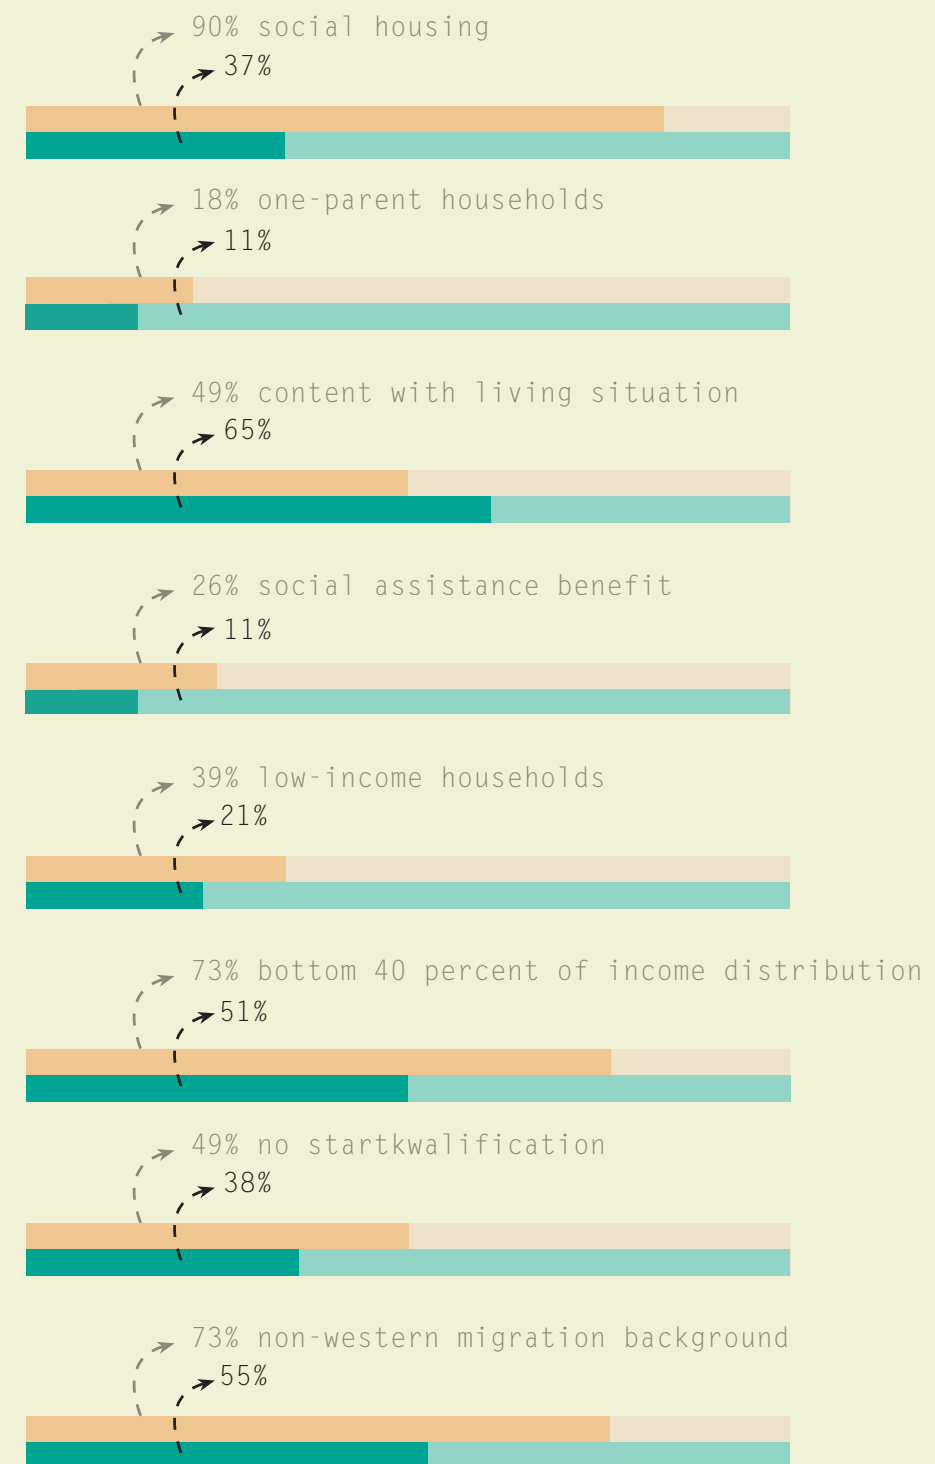 90% social housing
37%
18% one-parent households
11%
49% content with living situation
65%
26% social assistance benefit
11%
39% low-income households
21%
73% bottom 40 percent of income distribution
51%
49% no startkwalification
38%
73% non-western migration background
55%